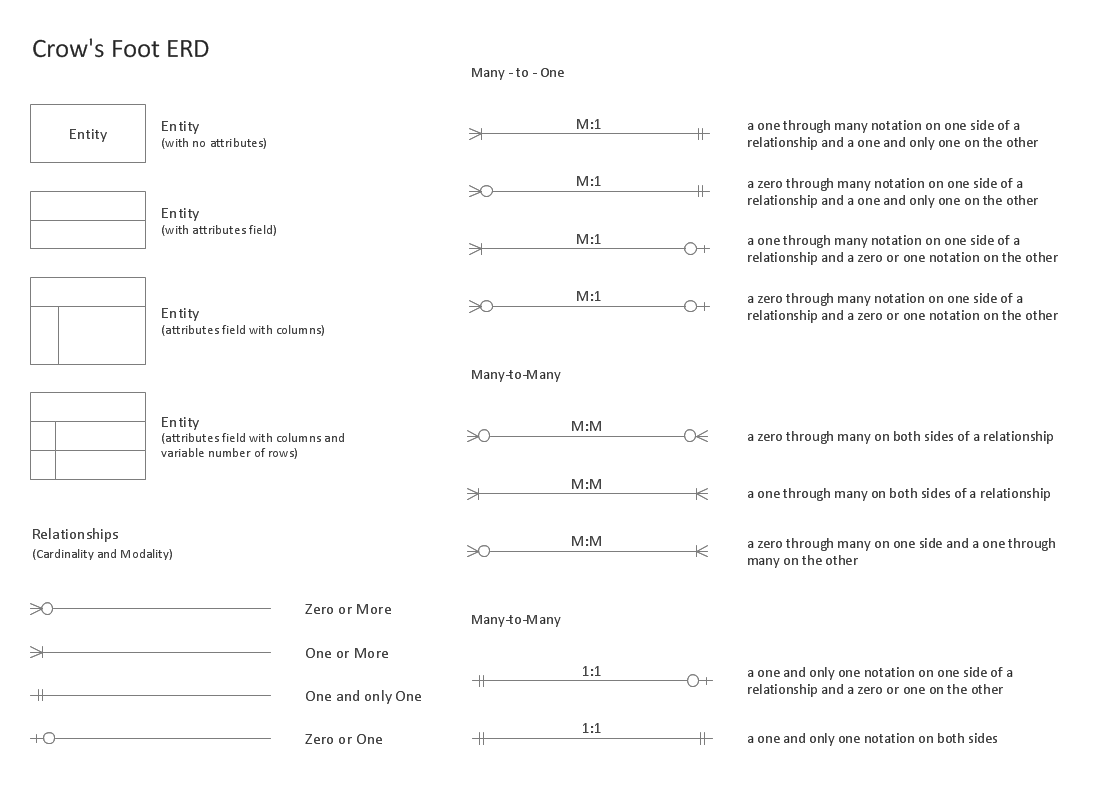 Crow's Foot ERD
Entity
Entity
(with no attributes)
Entity
(with attributes field)
Entity
(attributes field with columns)
Entity
(attributes field with columns and
variable number of rows)
Relationships
(Cardinality and Modality)
Zero or More
One or More
One and only One
Zero or One
Many - to - One
M:1
a one through many notation on one side of a
relationship and a one and only one on the other
M:1
a zero through many notation on one side of a
relationship and a one and only one on the other
M:1
a one through many notation on one side of a
relationship and a zero or one notation on the other
M:1
a zero through many notation on one side of a
relationship and a zero or one notation on the other
Many-to-Many
M:M
a zero through many on both sides of a relationship
M:M
a one through many on both sides of a relationship
M:M
a zero through many on one side and a one through
many on the other
Many-to-Many
1:1
a one and only one notation on one side of a
relationship and a zero or one on the other
1:1
a one and only one notation on both sides